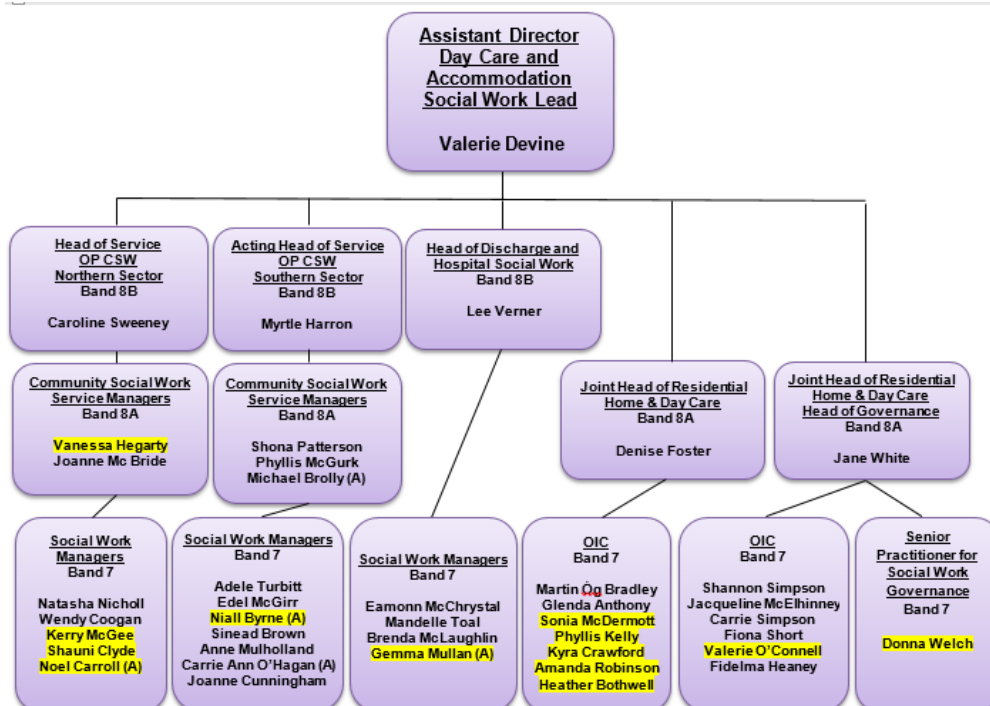 Assistant Director
Day Care and
Accommodation
Social Work Lead
Valerie Devine
Head of Service
OP CSW
Northern Sector
Band 8B
Caroline Sweeney
Acting Head of Service
OP CSW
Southern Sector
Band 8B
Myrtle Harron
Head of Discharge and
Hospital Social Work
Band 8B
Lee Verner
Community Social Work
Service Managers
Band 8A
Vanessa Hegarty
Joanne Mc Bride
Community Social Work
Service Managers
Band 8A
Shona Patterson
Phyllis McGurk
Michael Brolly (A)
Joint Head of Residential
Home & Day Care
Band 8A
Denise Foster
Joint Head of Residential
Home & Day Care
Head of Governance
Band 8A
Jane White
Social Work
Managers
Band 7
Natasha Nicholl
Wendy Coogan
Kerry McGee
Shauni Clyde
Noel Carroll (A)
Social Work Managers
Band 7
Adele Turbitt
Edel McGirr
Niall Byrne (A)
Sinead Brown
Anne Mulholland
Carrie Ann O'Hagan (A)
Joanne Cunningham
Social Work Managers
Band 7
Eamonn McChrystal
Mandelle Toal
Brenda McLaughlin
Gemma Mullan (A)
OIC
Band 7
Martin Òg Bradley
Glenda Anthony
Sonia McDermott
Phyllis Kelly
Kyra Crawford
Amanda Robinson
Heather Bothwell
OIC
Band 7
Shannon Simpson
Jacqueline McElhinney
Carrie Simpson
Fiona Short
Valerie O'Connell
Fidelma Heaney
Senior
Practitioner for
Social Work
Governance
Band 7
Donna Welch